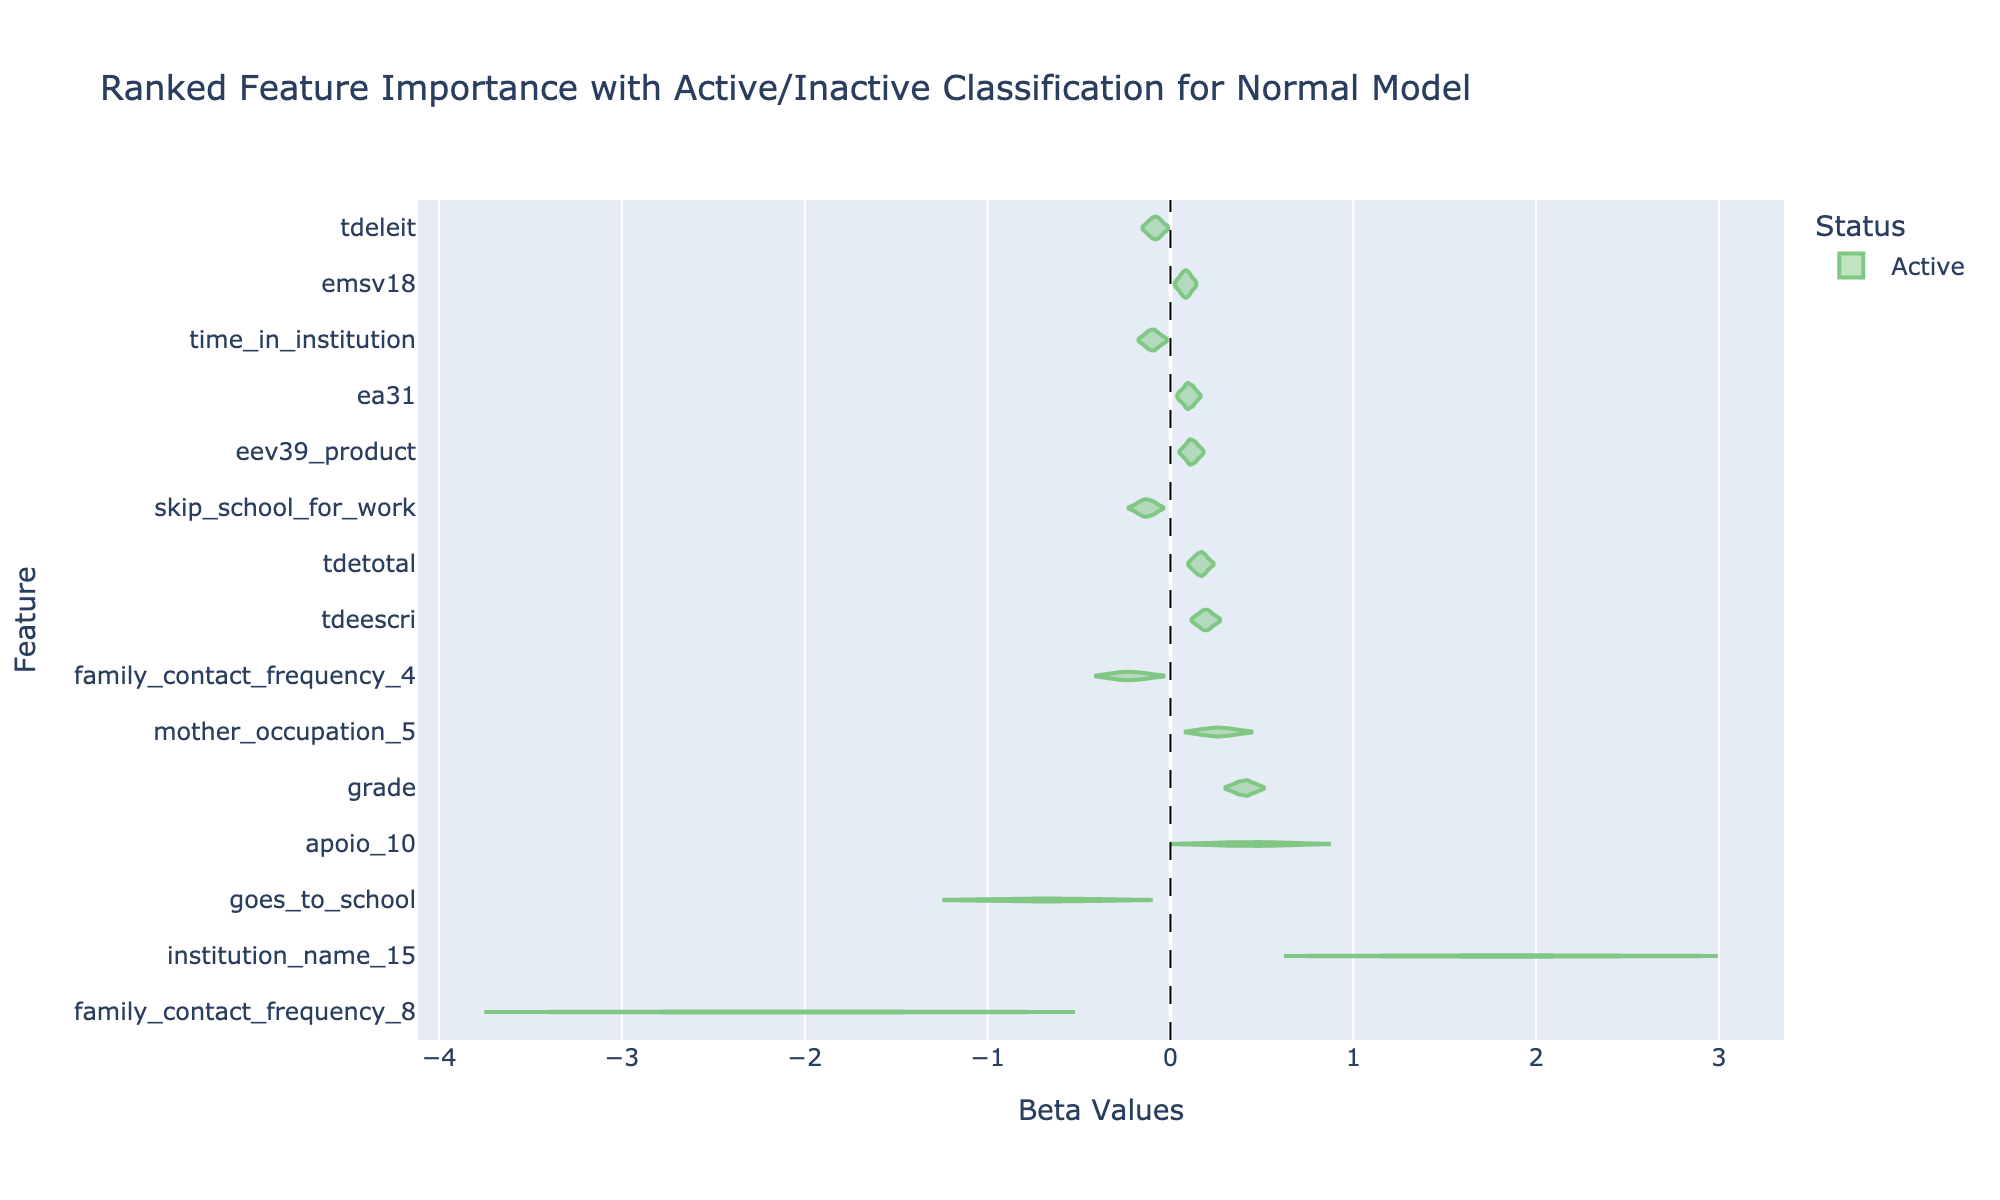 Ranked Feature Importance with Active/Inactive Classification for Normal Model
Status
Active
Feature
tdeleit
emsv18
time_in_institution
ea31
eev39_product
skip_school_for_work
tdetotal
tdeescri
family_contact_frequency_4
mother_occupation_5
grade
apoio_10
goes_to_school
institution_name_15
family_contact_frequency_8
−4 −3 −2 −1 0 1 2 3
Beta Values